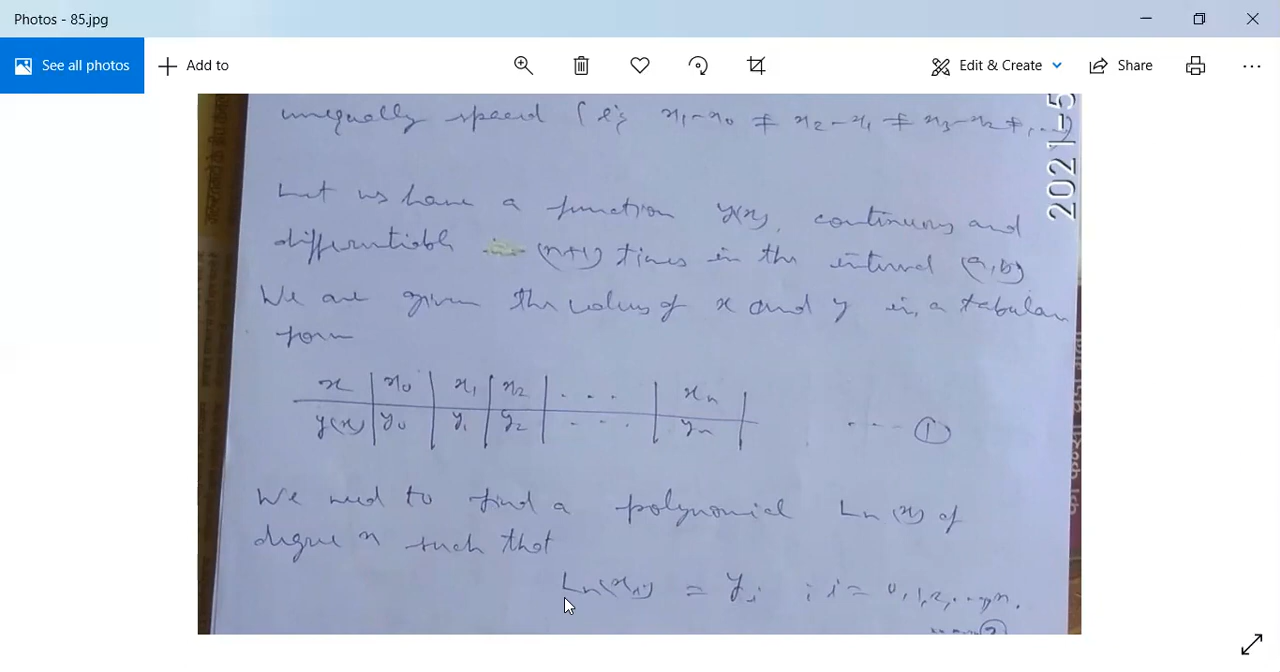 Photos - 85.jpg
See all photos
Add to
Edit & Create
Share
2021-5
unequally spaced (i.e; x₁-x₀ ≠ x₂-x₁ ≠ x₃-x₂ ≠, ...)
Let us have a function y(x), continuous and
differentiable (n+1) times in the interval (a,b)
We are given the values of x and y in a tabular
form
x | x₀ | x₁ | x₂ | .... | xₙ |
y(x) | y₀ | y₁ | y₂ | .... | yₙ | .... ①
We need to find a polynomial Lₙ(x) of
degree n such that
Lₙ(xᵢ) = yᵢ ; i = 0,1,2,...,n.
.... ②